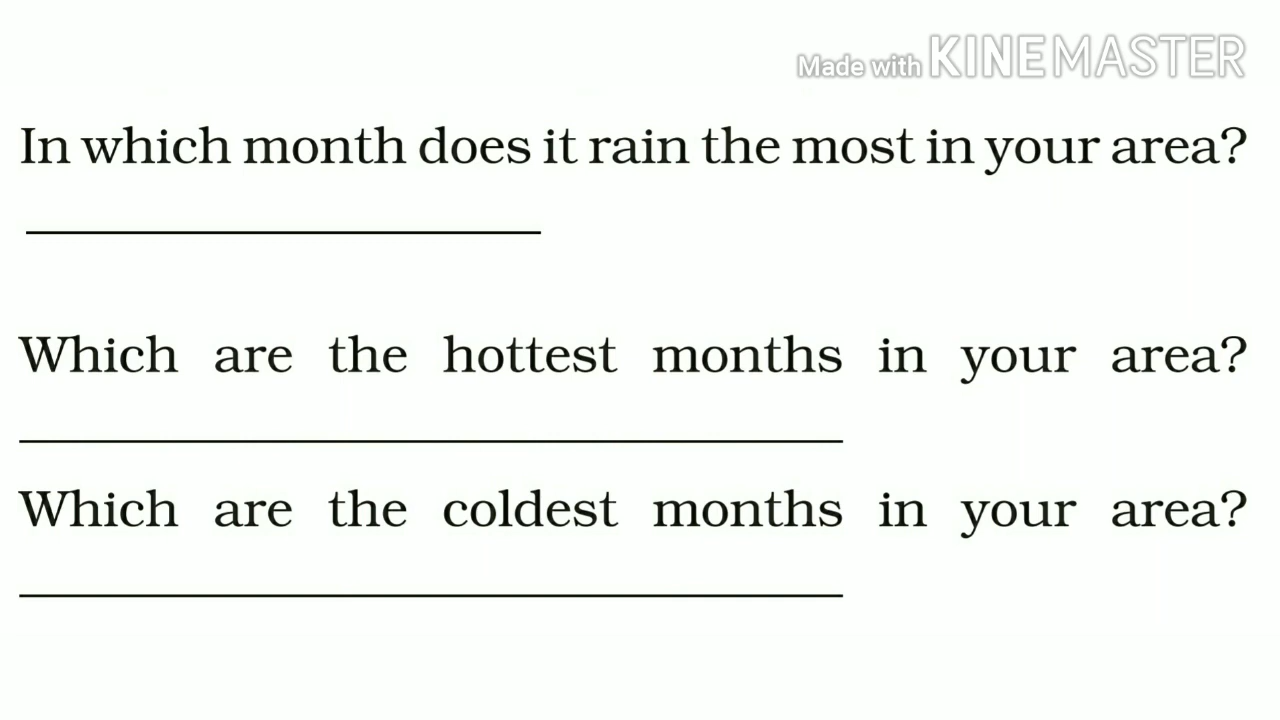 Made with KINEMASTER
In which month does it rain the most in your area?
Which are the hottest months in your area?
Which are the coldest months in your area?